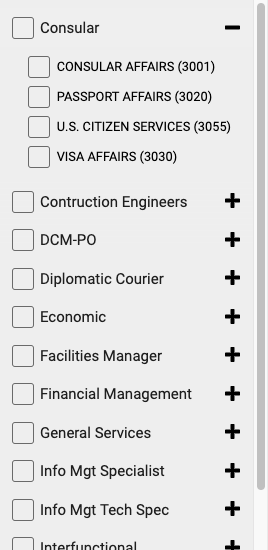 Consular
CONSULAR AFFAIRS (3001)
PASSPORT AFFAIRS (3020)
U.S. CITIZEN SERVICES (3055)
VISA AFFAIRS (3030)
Contruction Engineers
DCM-PO
Diplomatic Courier
Economic
Facilities Manager
Financial Management
General Services
Info Mgt Specialist
Info Mgt Tech Spec
Interfunctional